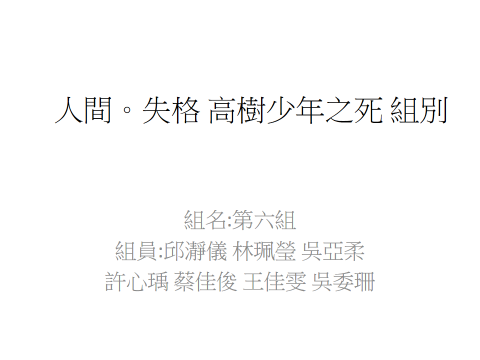 人間。失格 高樹少年之死 組別
組名:第六組
組員:邱瀞儀 林珮瑩 吳亞柔
許心瑀 蔡佳俊 王佳雯 吳委珊